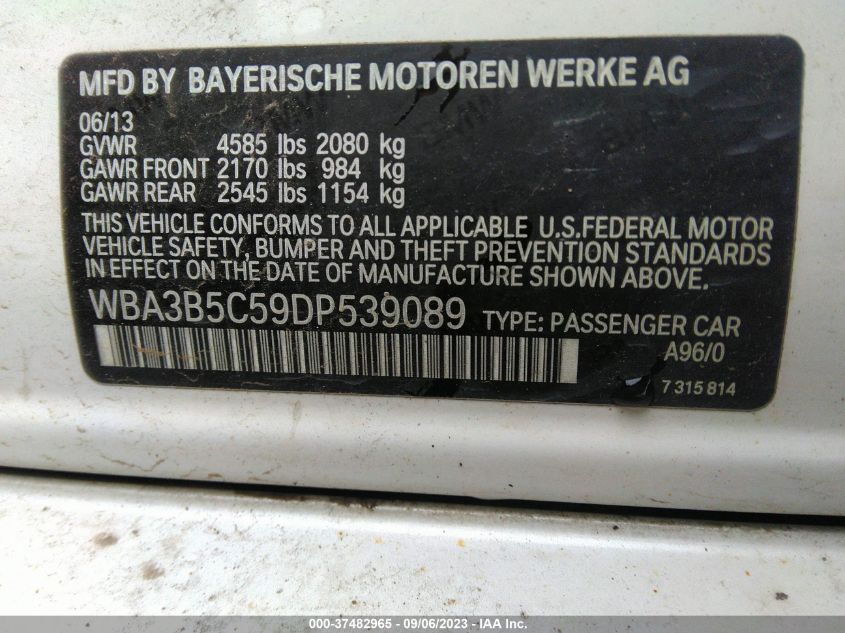 MFD BY BAYERISCHE MOTOREN WERKE AG
06/13
GVWR 4585 lbs 2080 kg
GAWR FRONT 2170 lbs 984 kg
GAWR REAR 2545 lbs 1154 kg
THIS VEHICLE CONFORMS TO ALL APPLICABLE U.S.FEDERAL MOTOR
VEHICLE SAFETY, BUMPER AND THEFT PREVENTION STANDARDS
IN EFFECT ON THE DATE OF MANUFACTURE SHOWN ABOVE.
WBA3B5C59DP539089 TYPE: PASSENGER CAR
A96/0
7 315 814
000-37482965 - 09/06/2023 - IAA Inc.